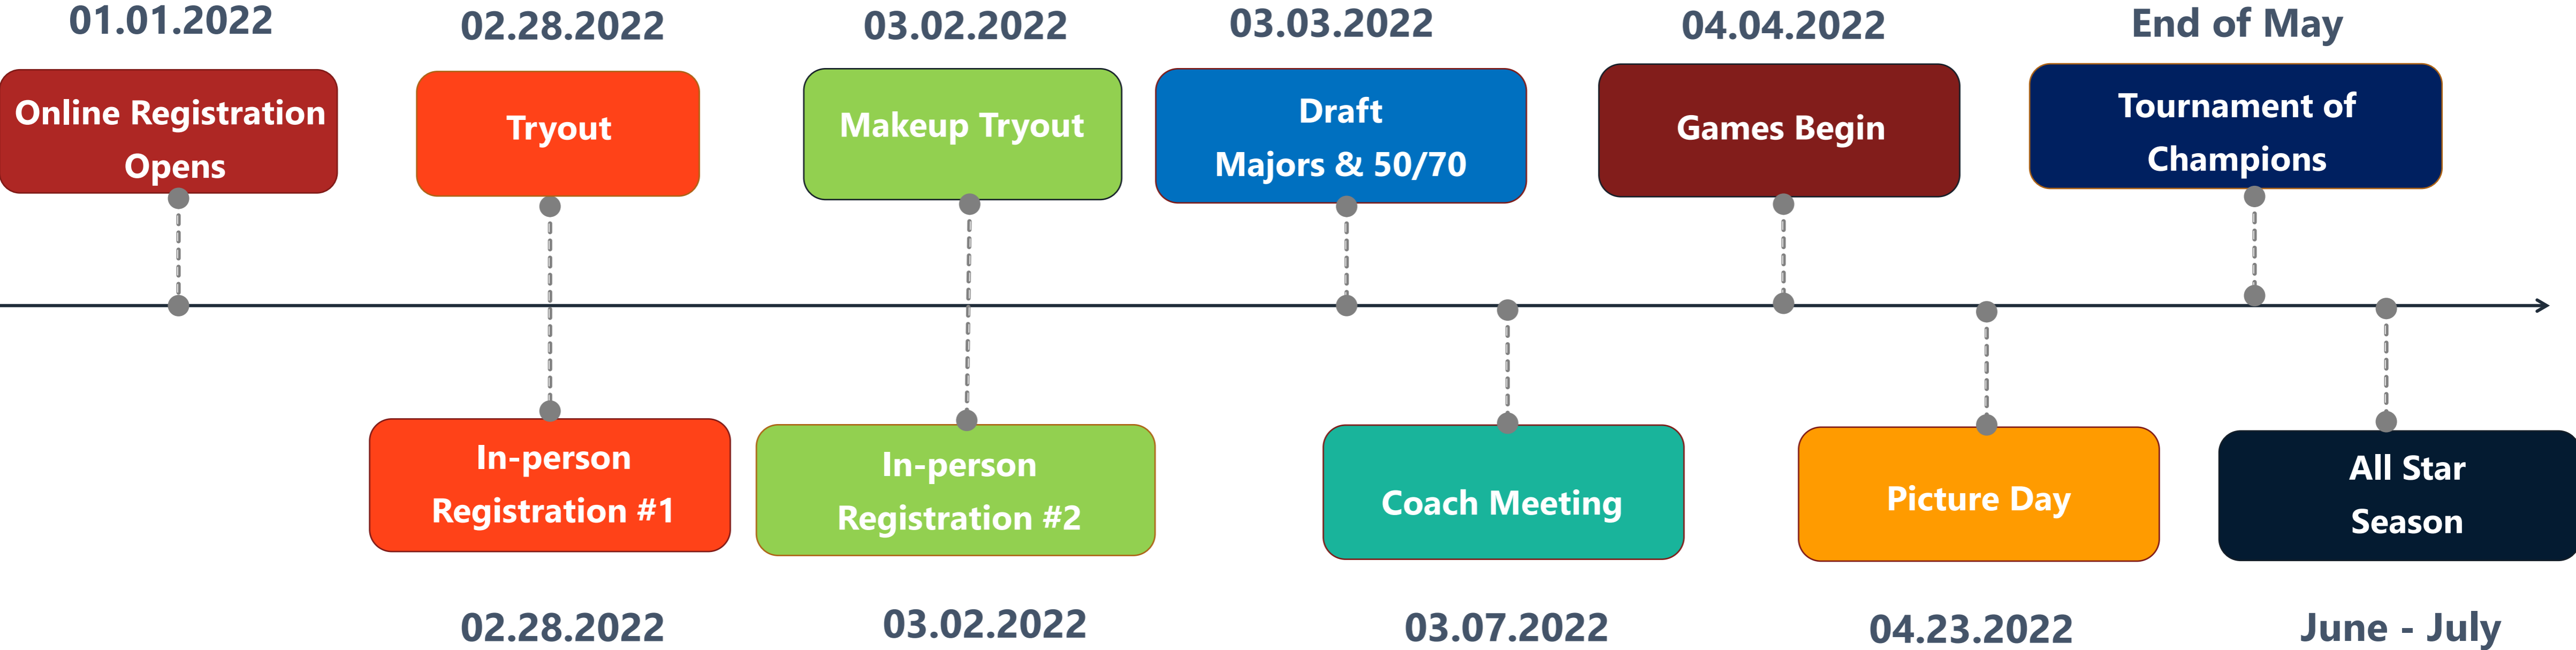 01.01.2022
02.28.2022
03.02.2022
03.03.2022
04.04.2022
End of May
Online Registration
Opens
Tryout
Makeup Tryout
Draft
Majors & 50/70
Games Begin
Tournament of
Champions
In-person
Registration #1
In-person
Registration #2
Coach Meeting
Picture Day
All Star
Season
02.28.2022
03.02.2022
03.07.2022
04.23.2022
June - July